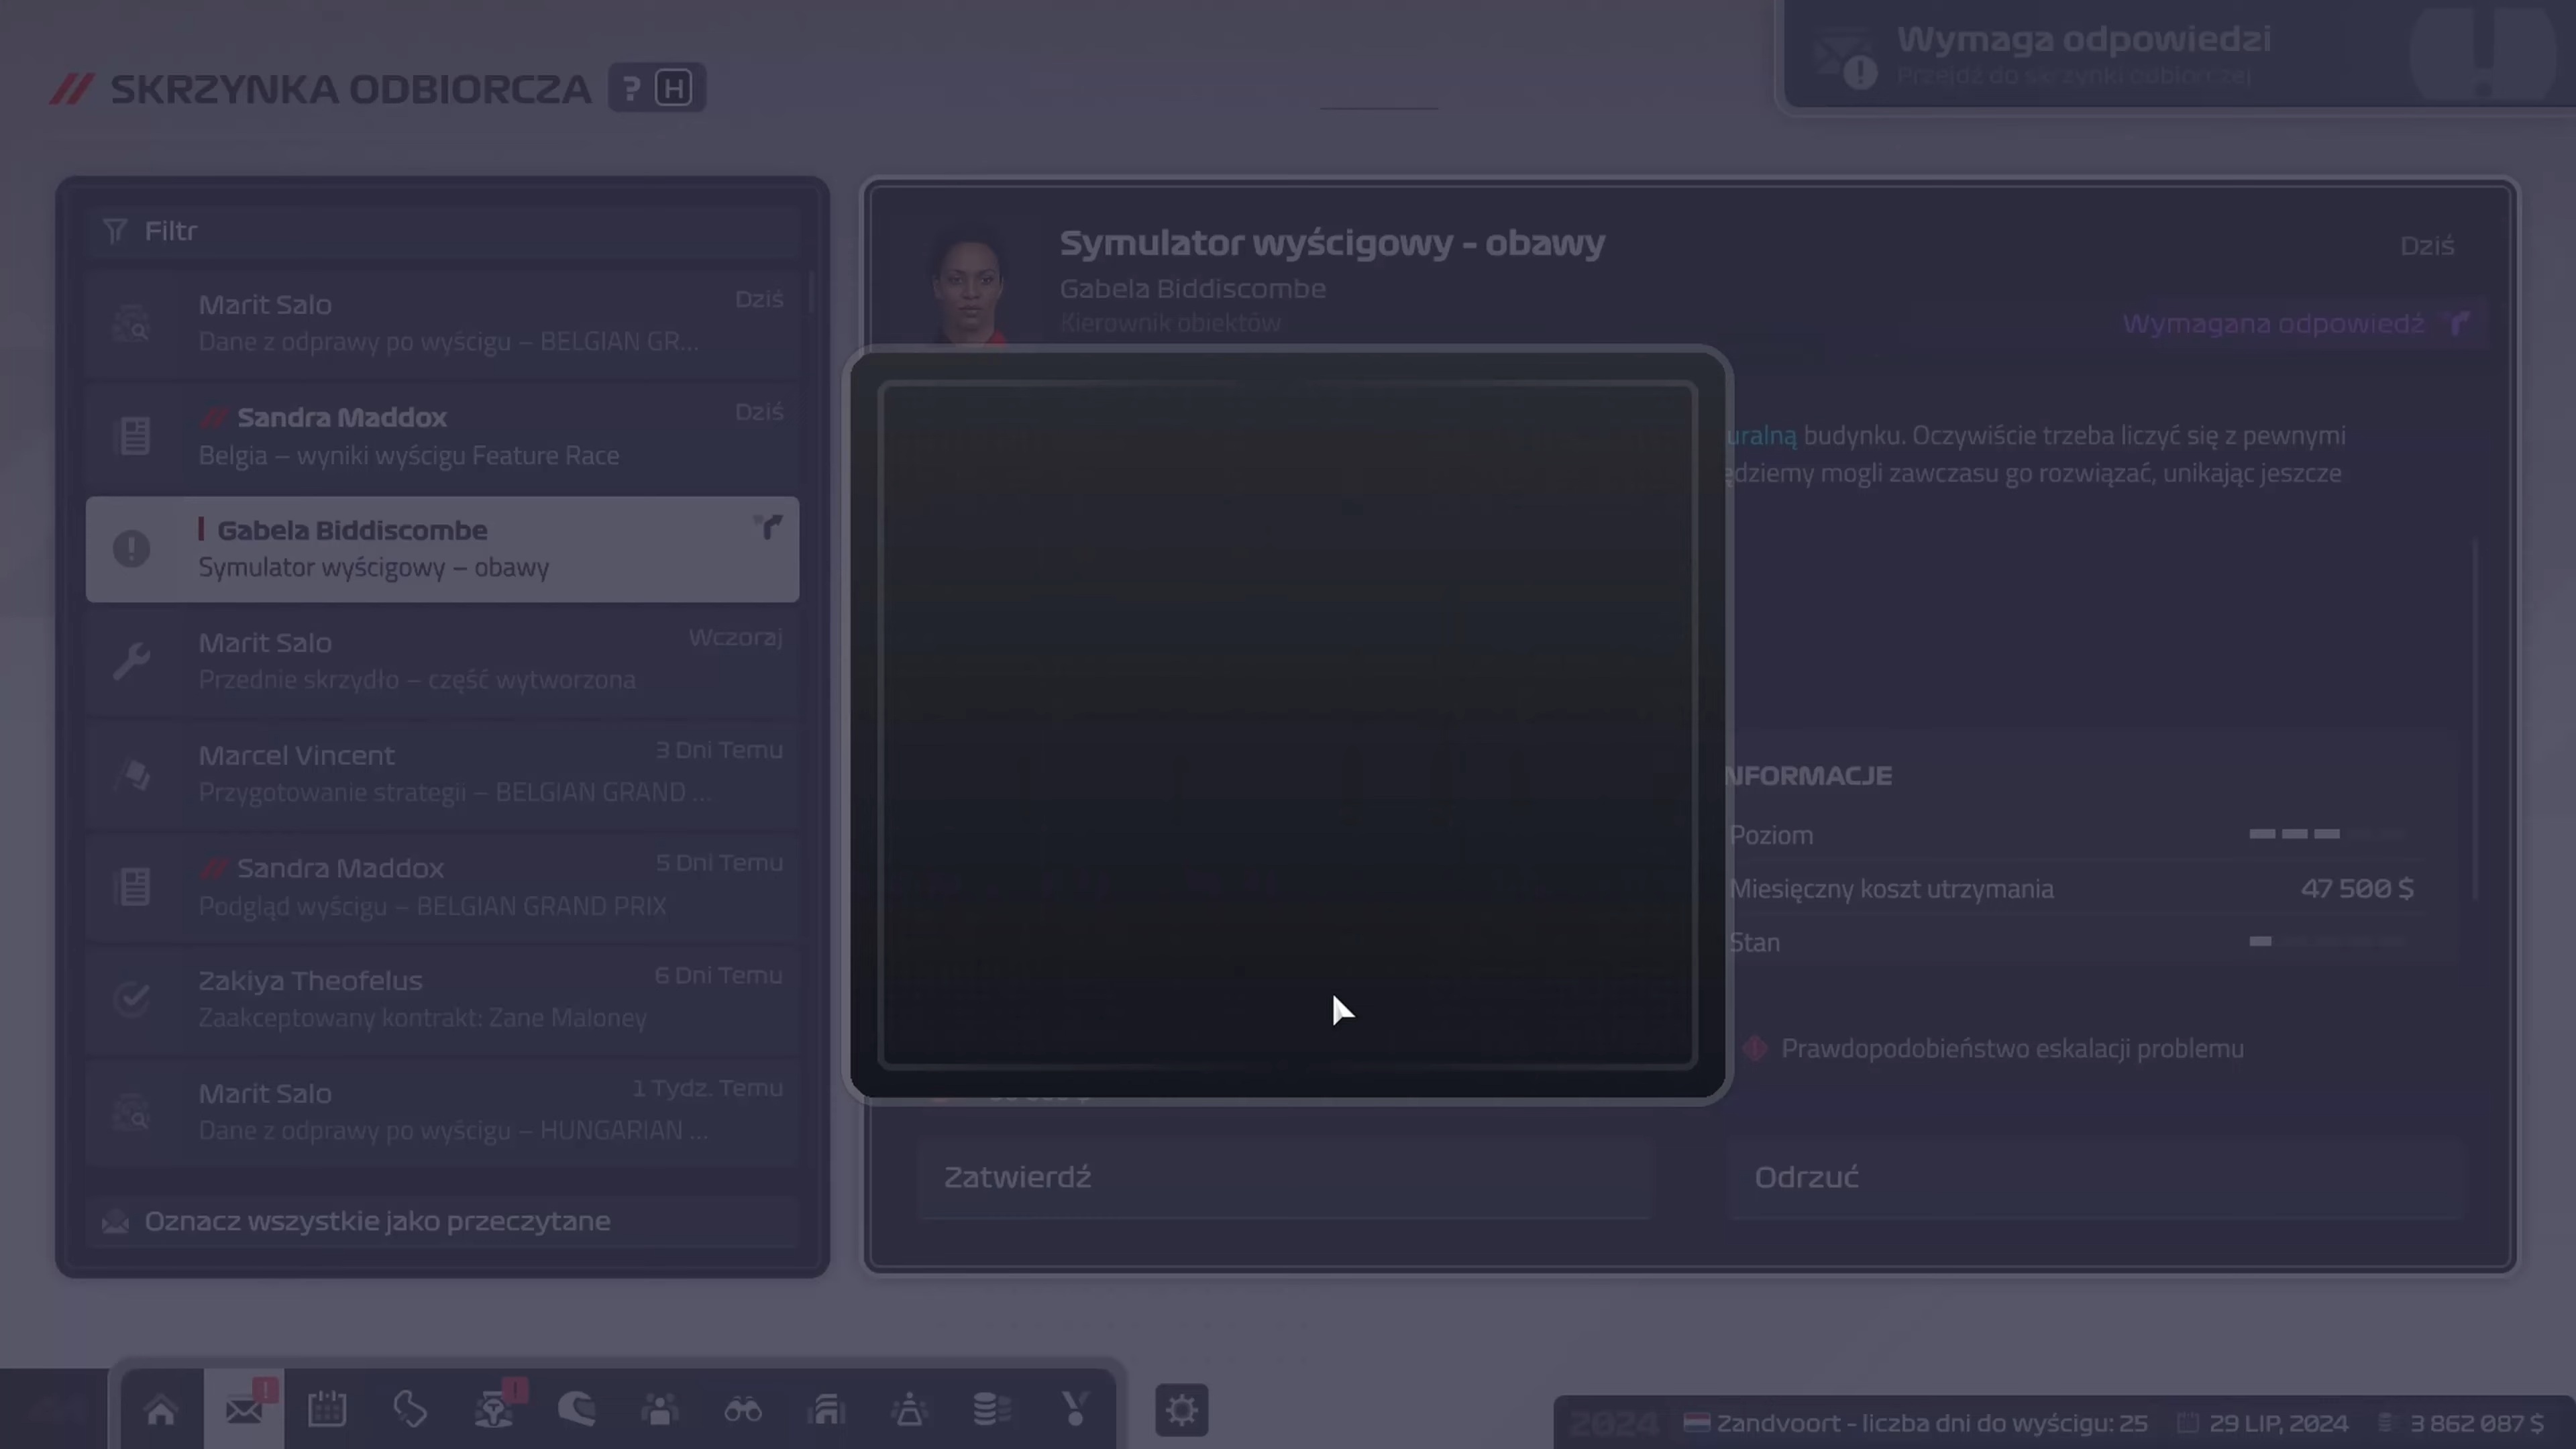 SKRZYNKA ODBIORCZA ? H
Wymaga odpowiedzi
Przejdź do skrzynki odbiorczej
Filtr
Marit Salo Dziś
Dane z odprawy po wyścigu – BELGIAN GR...
Sandra Maddox Dziś
Belgia – wyniki wyścigu Feature Race
Gabela Biddiscombe
Symulator wyścigowy – obawy
Marit Salo Wczoraj
Przednie skrzydło – część wytworzona
Marcel Vincent 3 Dni Temu
Przygotowanie strategii – BELGIAN GRAND ...
Sandra Maddox 5 Dni Temu
Podgląd wyścigu – BELGIAN GRAND PRIX
Zakiya Theofelus 6 Dni Temu
Zaakceptowany kontrakt: Zane Maloney
Marit Salo 1 Tydz. Temu
Dane z odprawy po wyścigu – HUNGARIAN ...
Oznacz wszystkie jako przeczytane
Symulator wyścigowy - obawy Dziś
Gabela Biddiscombe
Kierownik obiektów
Wymagana odpowiedź
uralną budynku. Oczywiście trzeba liczyć się z pewnymi
ędziemy mogli zawczasu go rozwiązać, unikając jeszcze
NFORMACJE
Poziom
Miesięczny koszt utrzymania 47 500 $
Stan
Prawdopodobieństwo eskalacji problemu
Zatwierdź
Odrzuć
2024 Zandvoort - liczba dni do wyścigu: 25 29 LIP, 2024 3 862 087 $